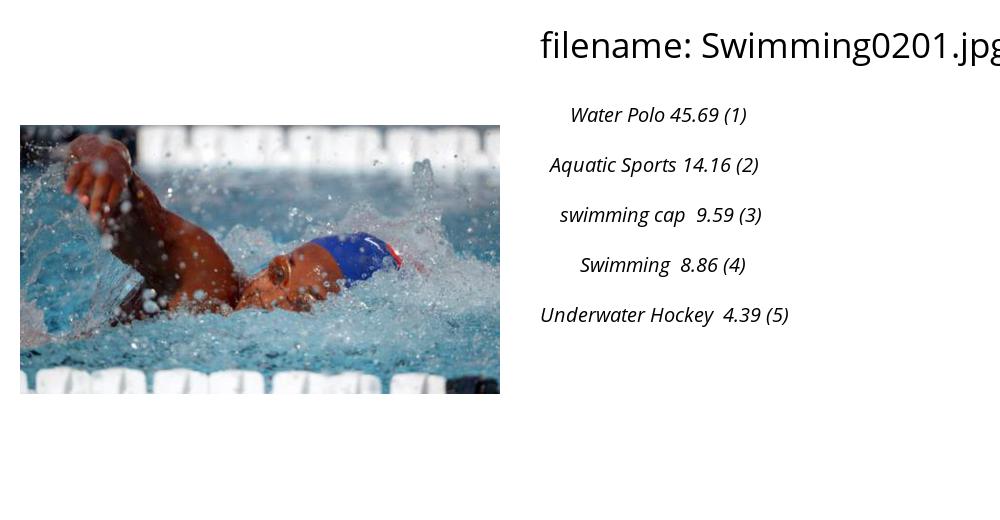 filename: Swimming0201.jpg
Water Polo 45.69 (1)
Aquatic Sports 14.16 (2)
swimming cap 9.59 (3)
Swimming 8.86 (4)
Underwater Hockey 4.39 (5)